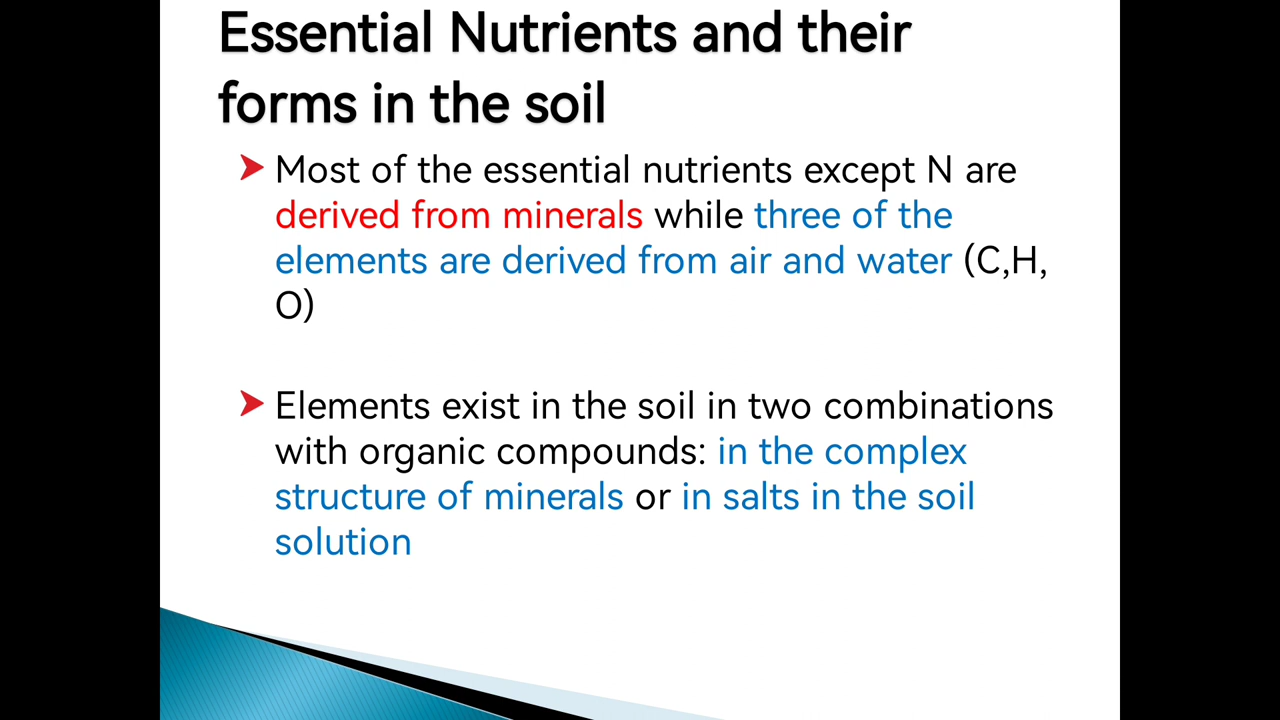 Essential Nutrients and their
forms in the soil
Most of the essential nutrients except N are
derived from minerals while three of the
elements are derived from air and water (C,H,
O)
Elements exist in the soil in two combinations
with organic compounds: in the complex
structure of minerals or in salts in the soil
solution